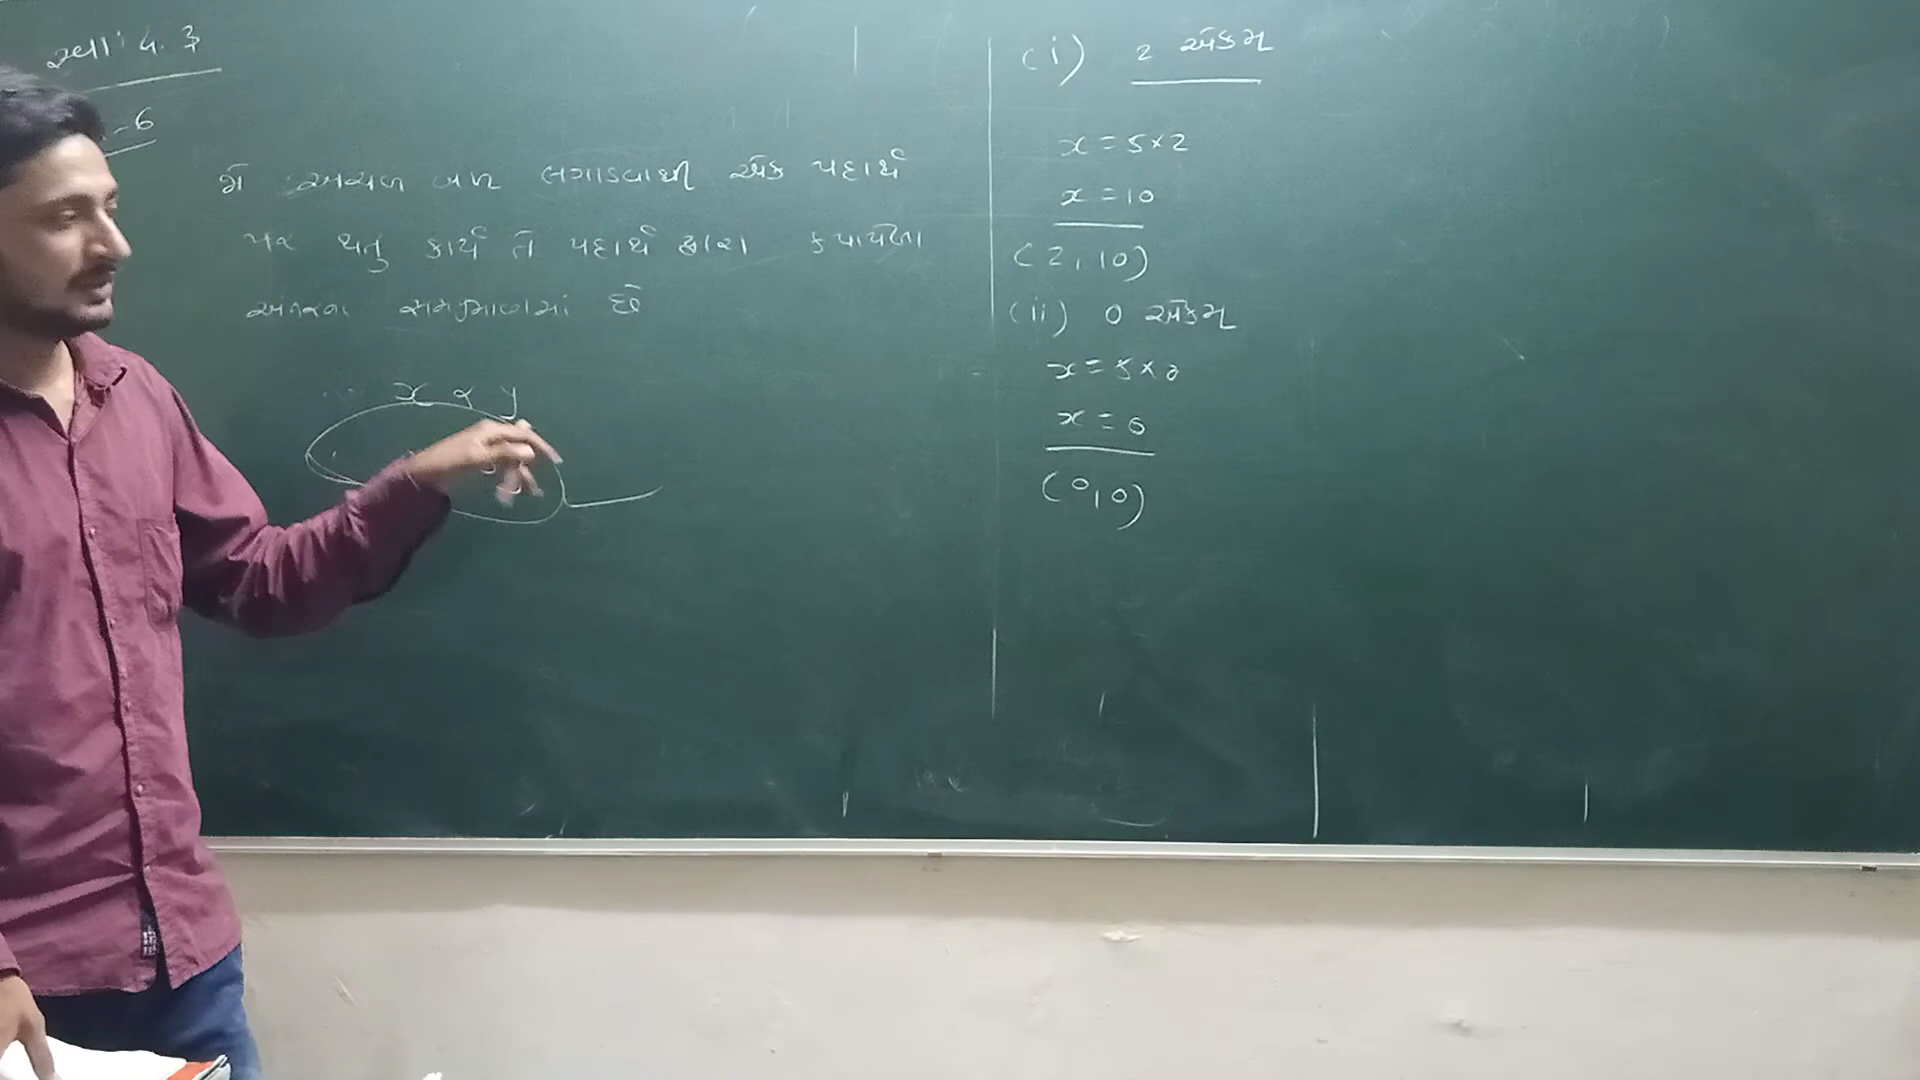 સ્વા 4.3
-6
જો અચળ બળ લગાડવાથી એક પદાર્થ
પર થતું કાર્ય તે પદાર્થ દ્વારા કપાયેલા
અંતરના સમપ્રમાણમાં છે
x ∝ y
(i) 2 એકમ
x = 5×2
x = 10
(2, 10)
(ii) 0 એકમ
x = 5×0
x = 0
(0, 0)